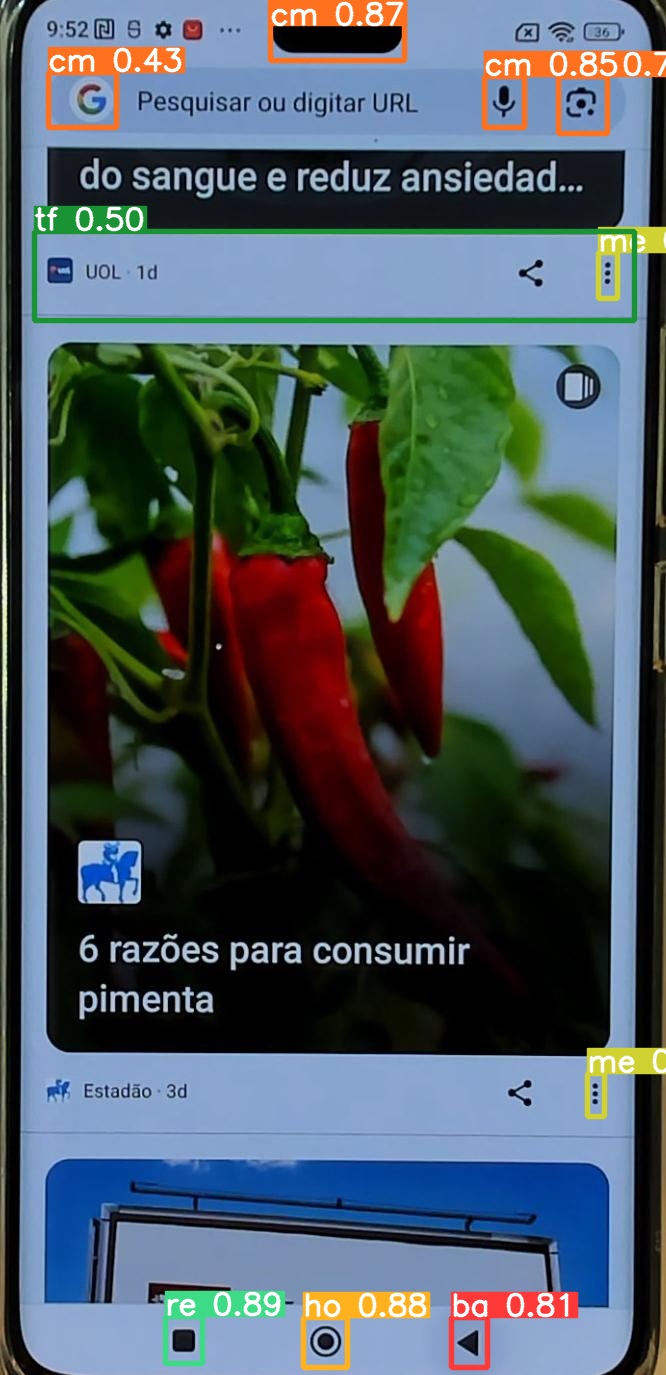 cm 0.87
9:52 ... 36
cm 0.43
cm 0.85 0.7
Pesquisar ou digitar URL
do sangue e reduz ansiedad...
tf 0.50
me
UOL · 1d
6 razões para consumir
pimenta
me
Estadão · 3d
re 0.89 ho 0.88 ba 0.81